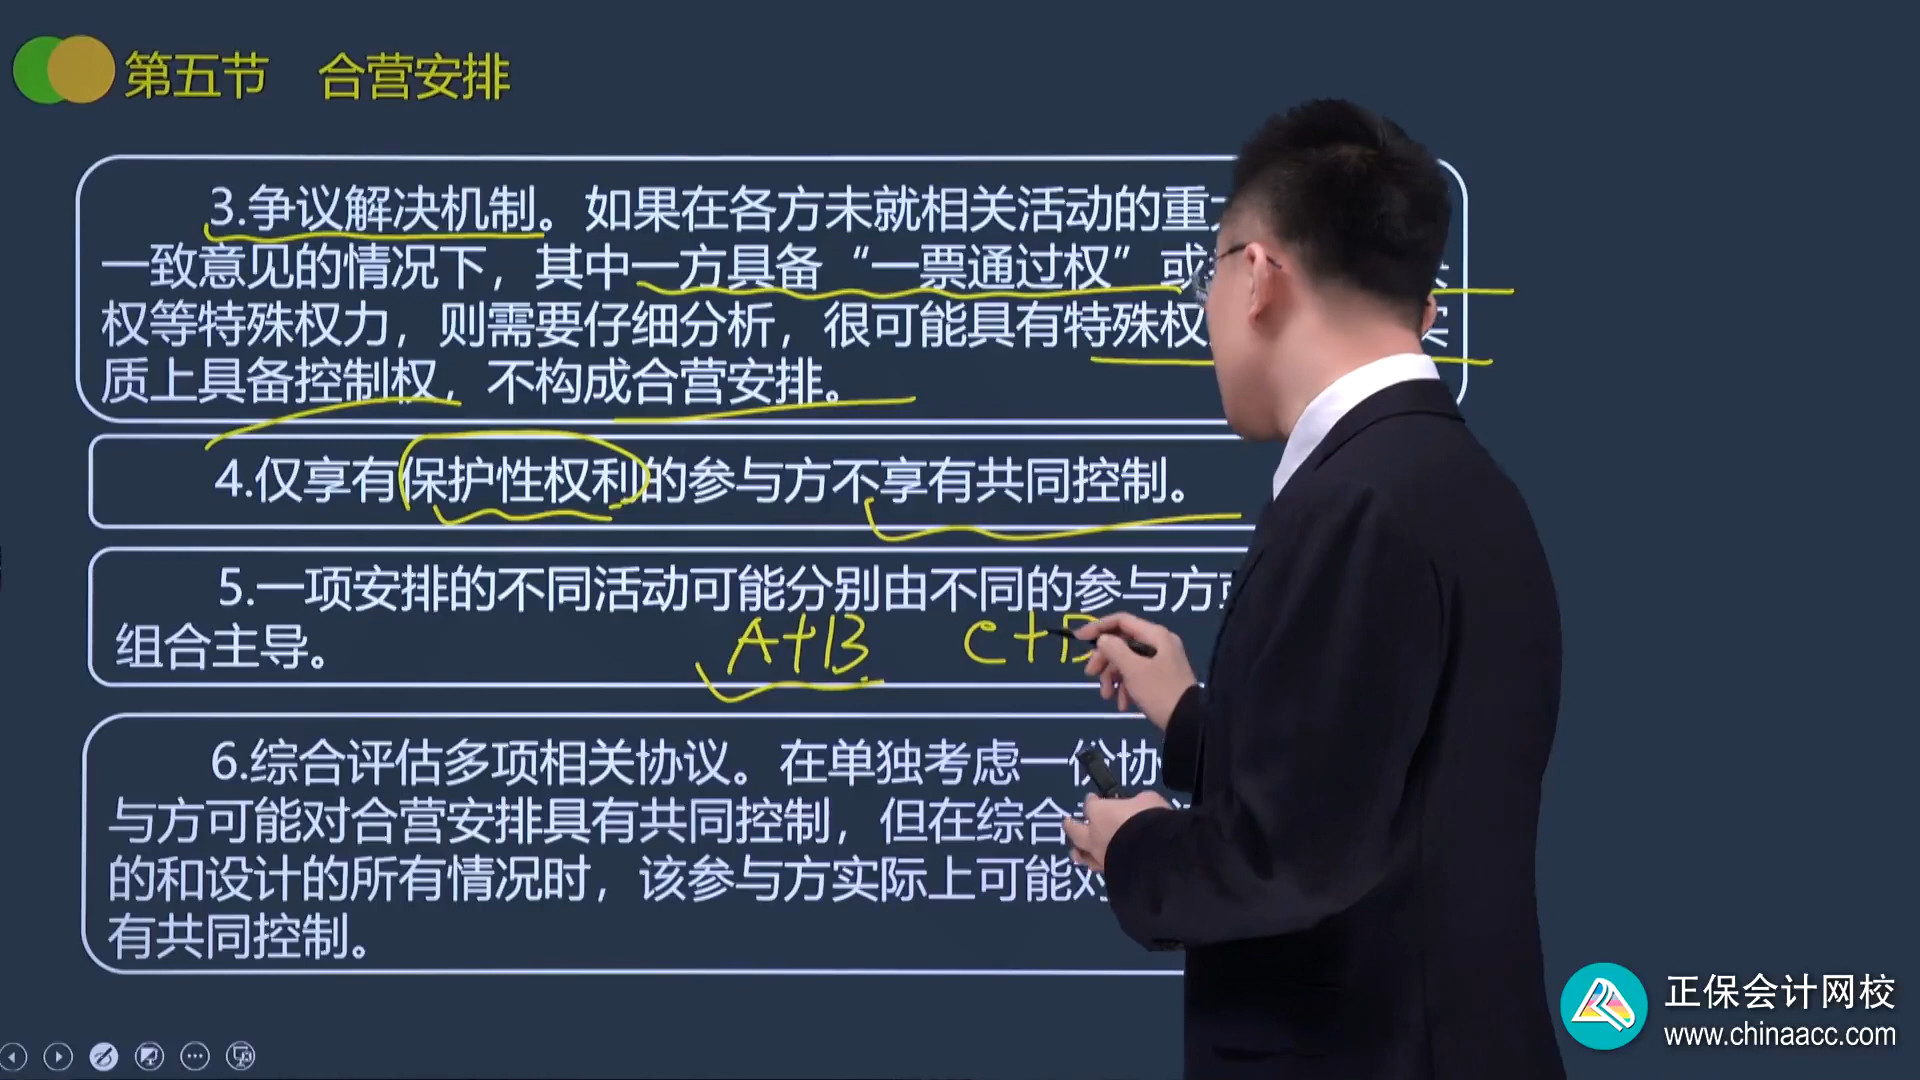 第五节 合营安排
3.争议解决机制。如果在各方未就相关活动的重
一致意见的情况下，其中一方具备“一票通过权”或
权等特殊权力，则需要仔细分析，很可能具有特殊权
质上具备控制权，不构成合营安排。
4.仅享有保护性权利的参与方不享有共同控制。
5.一项安排的不同活动可能分别由不同的参与方
组合主导。
A+B C+D
6.综合评估多项相关协议。在单独考虑一份协
与方可能对合营安排具有共同控制，但在综合
的和设计的所有情况时，该参与方实际上可能
有共同控制。
正保会计网校
www.chinaacc.com